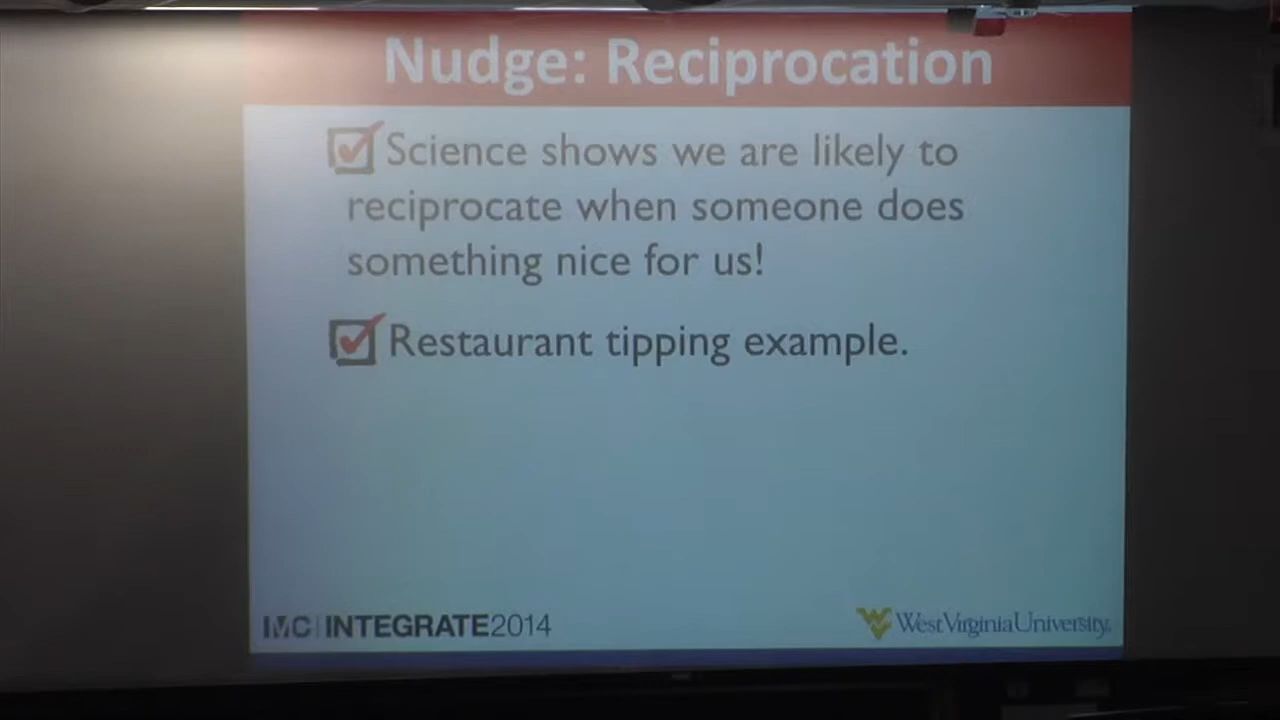 Nudge: Reciprocation
Science shows we are likely to
reciprocate when someone does
something nice for us!
Restaurant tipping example.
IMC INTEGRATE2014
West Virginia University.